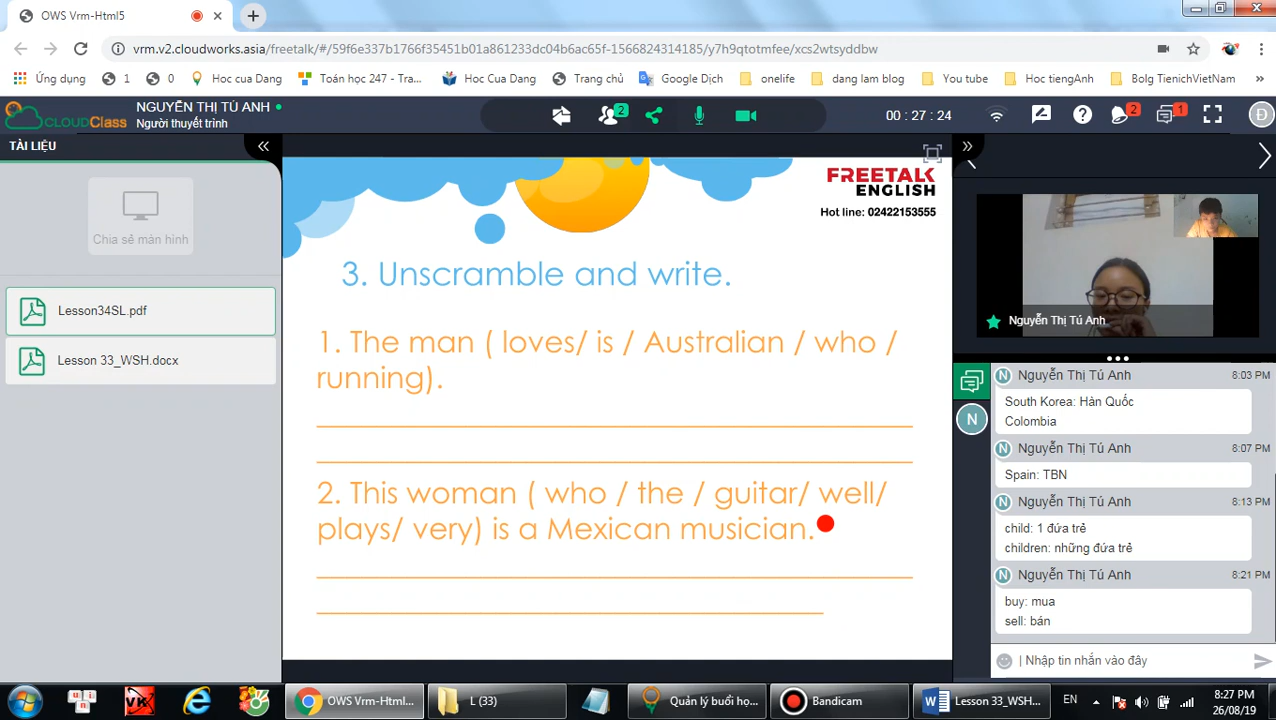 OWS Vrm-Html5
vrm.v2.cloudworks.asia/freetalk/#/59f6e337b1766f35451b01a861233dc04b6ac65f-1566824314185/y7h9qtotmfee/xcs2wtsyddbw
Ứng dụng 1 0 Hoc cua Dang Toán học 247 - Tra... Học Cua Dang Trang chủ Google Dịch onelife dang lam blog You tube Học tiengAnh Bolg TienichVietNam »
CLOUDClass
NGUYỄN THỊ TÚ ANH
Người thuyết trình
2
00 : 27 : 24
2
1
Đ
TÀI LIỆU
Chia sẻ màn hình
Lesson34SL.pdf
Lesson 33_WSH.docx
FREETALK
ENGLISH
Hot line: 02422153555
3. Unscramble and write.
1. The man ( loves/ is / Australian / who /
running).
2. This woman ( who / the / guitar/ well/
plays/ very) is a Mexican musician.
Nguyễn Thị Tú Anh
N Nguyễn Thị Tú Anh 8:03 PM
South Korea: Hàn Quốc
Colombia
N
N Nguyễn Thị Tú Anh 8:07 PM
Spain: TBN
N Nguyễn Thị Tú Anh 8:13 PM
child: 1 đứa trẻ
children: những đứa trẻ
N Nguyễn Thị Tú Anh 8:21 PM
buy: mua
sell: bán
Nhập tin nhắn vào đây
OWS Vrm-Html...
L (33)
Quản lý buổi họ...
Bandicam
Lesson 33_WSH...
EN
8:27 PM
26/08/19